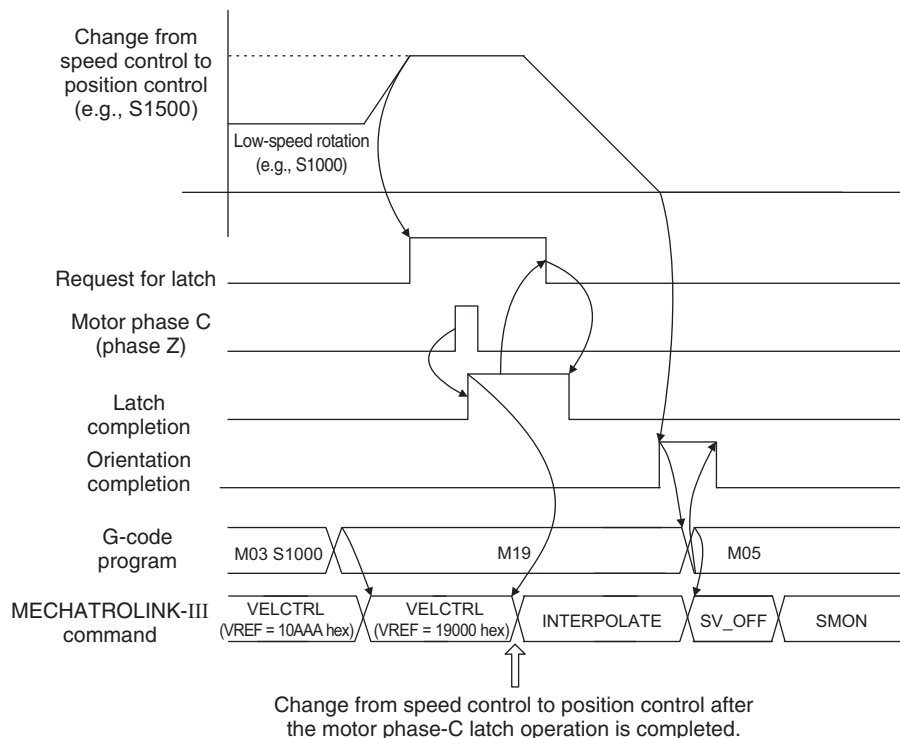 Change from
speed control to
position control
(e.g., S1500)
Low-speed rotation
(e.g., S1000)
Request for latch
Motor phase C
(phase Z)
Latch
completion
Orientation
completion
G-code
program
M03 S1000
M19
M05
MECHATROLINK-III
command
VELCTRL
(VREF = 10AAA hex)
VELCTRL
(VREF = 19000 hex)
INTERPOLATE
SV_OFF
SMON
Change from speed control to position control after
the motor phase-C latch operation is completed.